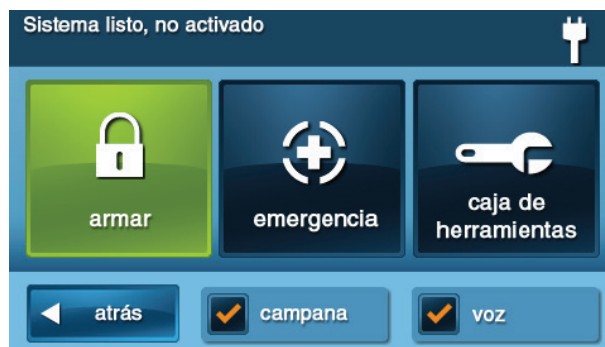 Sistema listo, no activado
armar
emergencia
caja de
herramientas
atrás
campana
voz